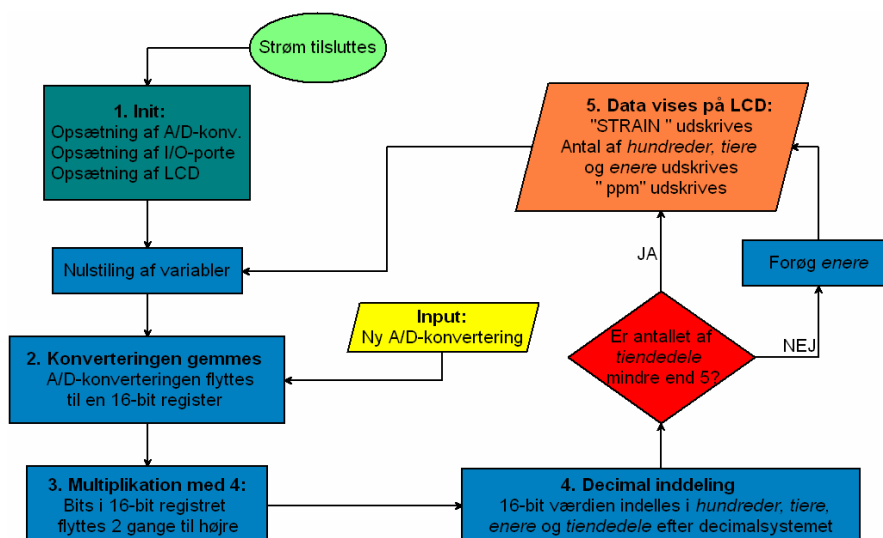 Strøm tilsluttes
1. Init:
Opsætning af A/D-konv.
Opsætning af I/O-porte
Opsætning af LCD
Nulstiling af variabler
Input:
Ny A/D-konvertering
2. Konverteringen gemmes
A/D-konverteringen flyttes
til en 16-bit register
3. Multiplikation med 4:
Bits i 16-bit registret
flyttes 2 gange til højre
4. Decimal inddeling
16-bit værdien indelles i hundreder, tiere,
enere og tiendedele efter decimalsystemet
Er antallet af
tiendedele
mindre end 5?
JA
NEJ
Forøg enere
5. Data vises på LCD:
"STRAIN " udskrives
Antal af hundreder, tiere
og enere udskrives
" ppm" udskrives